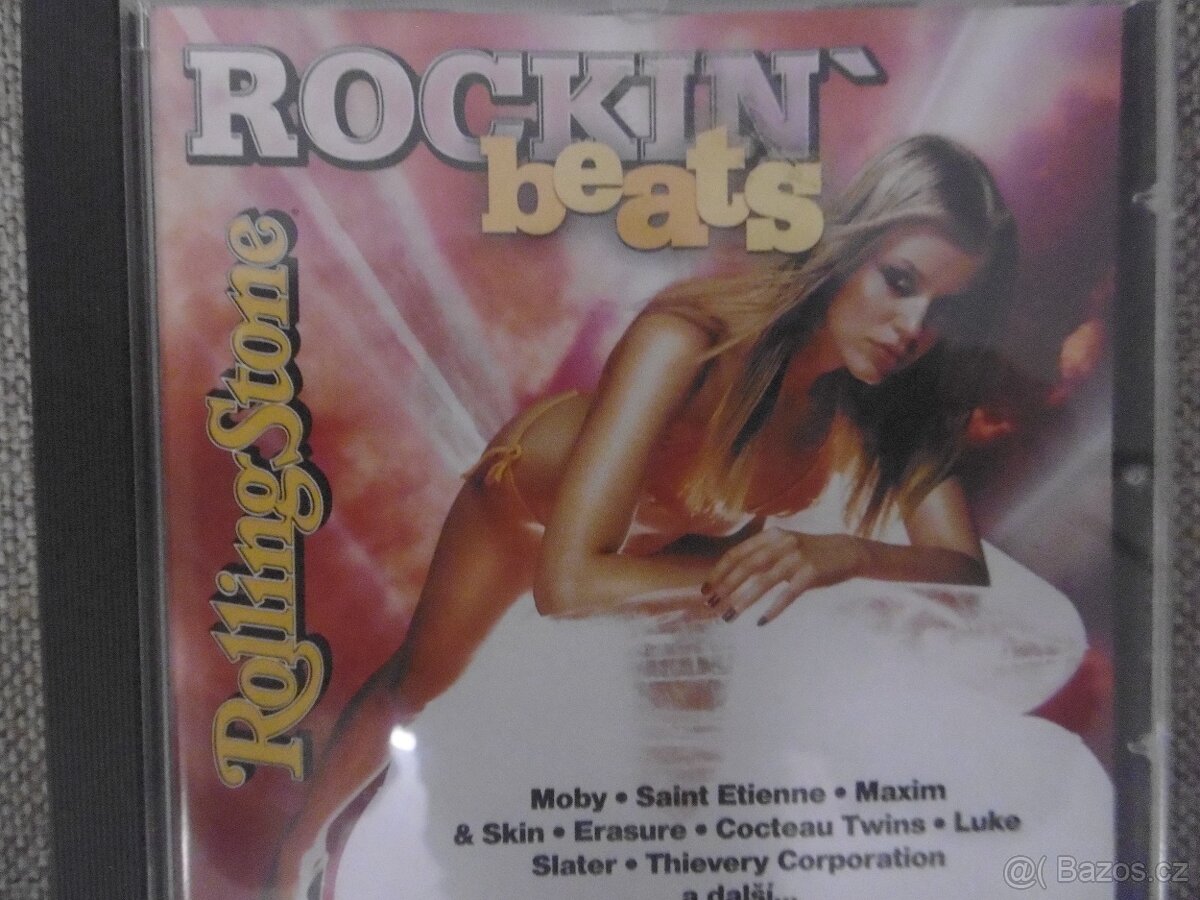 ROCKIN`
beats
RollingStone
Moby • Saint Etienne • Maxim
& Skin • Erasure • Cocteau Twins • Luke
Slater • Thievery Corporation
a další...
@( Bazos.cz